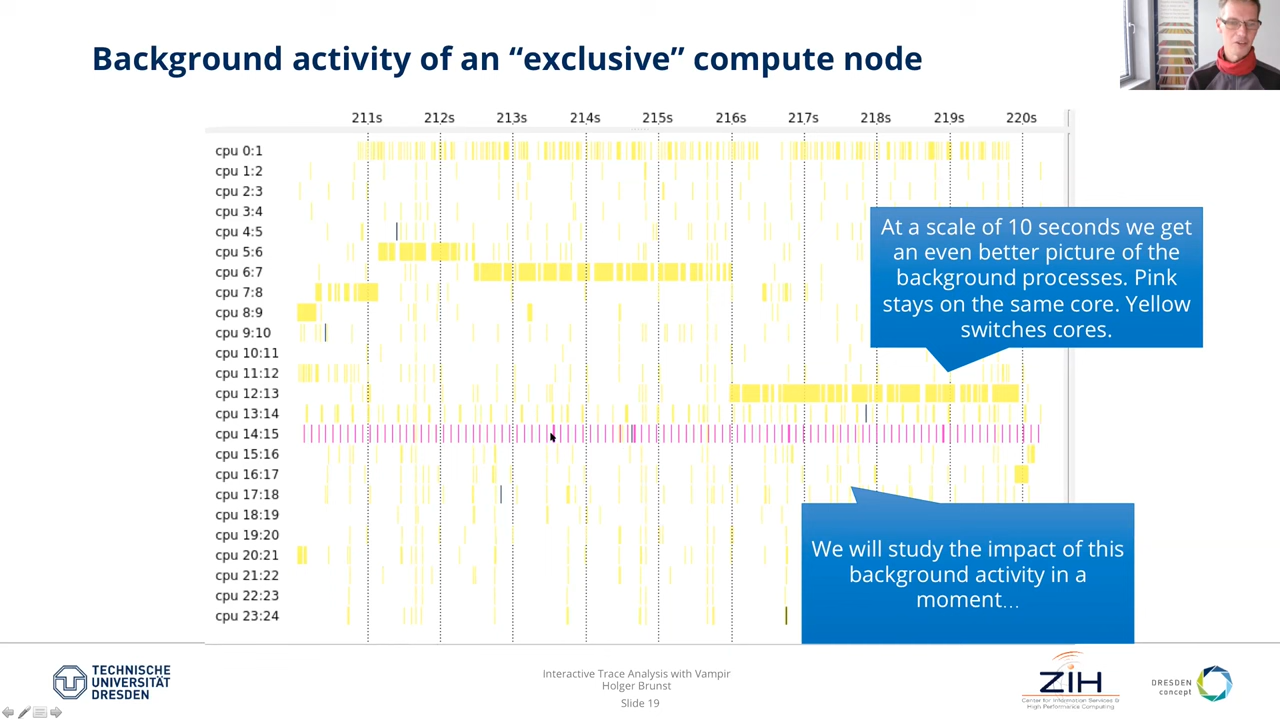 Background activity of an “exclusive” compute node
211s 212s 213s 214s 215s 216s 217s 218s 219s 220s
cpu 0:1
cpu 1:2
cpu 2:3
cpu 3:4
cpu 4:5
cpu 5:6
cpu 6:7
cpu 7:8
cpu 8:9
cpu 9:10
cpu 10:11
cpu 11:12
cpu 12:13
cpu 13:14
cpu 14:15
cpu 15:16
cpu 16:17
cpu 17:18
cpu 18:19
cpu 19:20
cpu 20:21
cpu 21:22
cpu 22:23
cpu 23:24
At a scale of 10 seconds we get
an even better picture of the
background processes. Pink
stays on the same core. Yellow
switches cores.
We will study the impact of this
background activity in a
moment…
TECHNISCHE
UNIVERSITÄT
DRESDEN
Interactive Trace Analysis with Vampir
Holger Brunst
Slide 19
ZIH
Center for Information Services &
High Performance Computing
DRESDEN
concept